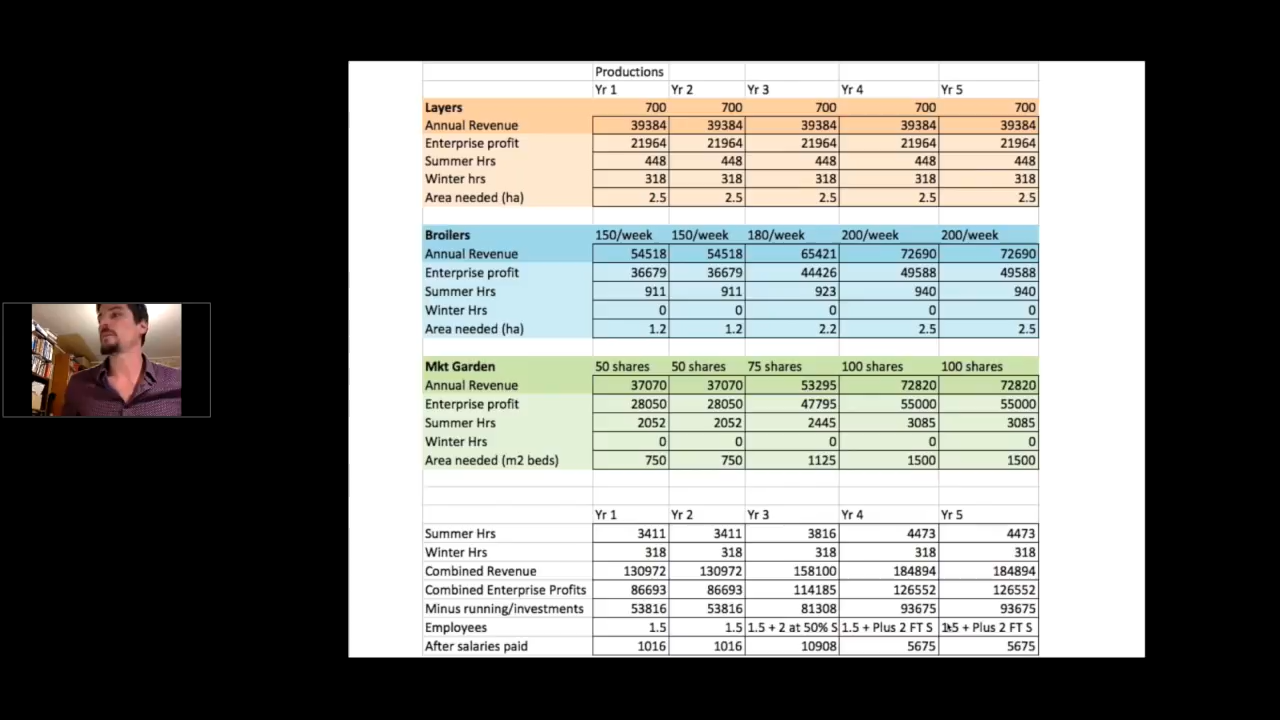 Productions
Yr 1 Yr 2 Yr 3 Yr 4 Yr 5
Layers 700 700 700 700 700
Annual Revenue 39384 39384 39384 39384 39384
Enterprise profit 21964 21964 21964 21964 21964
Summer Hrs 448 448 448 448 448
Winter hrs 318 318 318 318 318
Area needed (ha) 2.5 2.5 2.5 2.5 2.5
Broilers 150/week 150/week 180/week 200/week 200/week
Annual Revenue 54518 54518 65421 72690 72690
Enterprise profit 36679 36679 44426 49588 49588
Summer Hrs 911 911 923 940 940
Winter Hrs 0 0 0 0 0
Area needed (ha) 1.2 1.2 2.2 2.5 2.5
Mkt Garden 50 shares 50 shares 75 shares 100 shares 100 shares
Annual Revenue 37070 37070 53295 72820 72820
Enterprise profit 28050 28050 47795 55000 55000
Summer Hrs 2052 2052 2445 3085 3085
Winter Hrs 0 0 0 0 0
Area needed (m2 beds) 750 750 1125 1500 1500
Yr 1 Yr 2 Yr 3 Yr 4 Yr 5
Summer Hrs 3411 3411 3816 4473 4473
Winter Hrs 318 318 318 318 318
Combined Revenue 130972 130972 158100 184894 184894
Combined Enterprise Profits 86693 86693 114185 126552 126552
Minus running/investments 53816 53816 81308 93675 93675
Employees 1.5 1.5 1.5 + 2 at 50% S 1.5 + Plus 2 FT S 1.5 + Plus 2 FT S
After salaries paid 1016 1016 10908 5675 5675